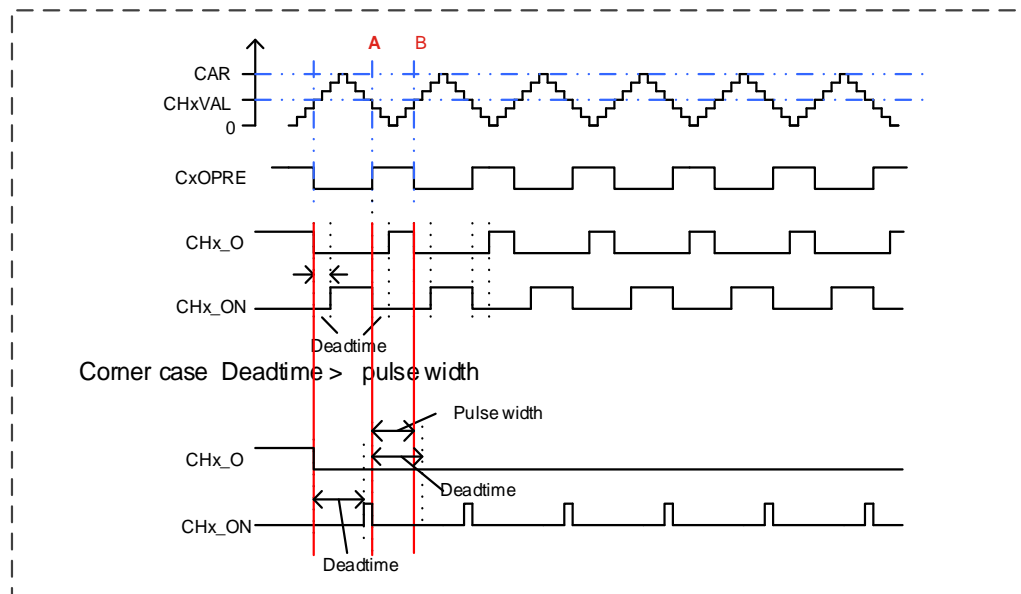 A B
CAR
CHxVAL
0
CxOPRE
CHx_O
CHx_ON
Deadtime
Corner case Deadtime > pulse width
Pulse width
CHx_O
Deadtime
CHx_ON
Deadtime